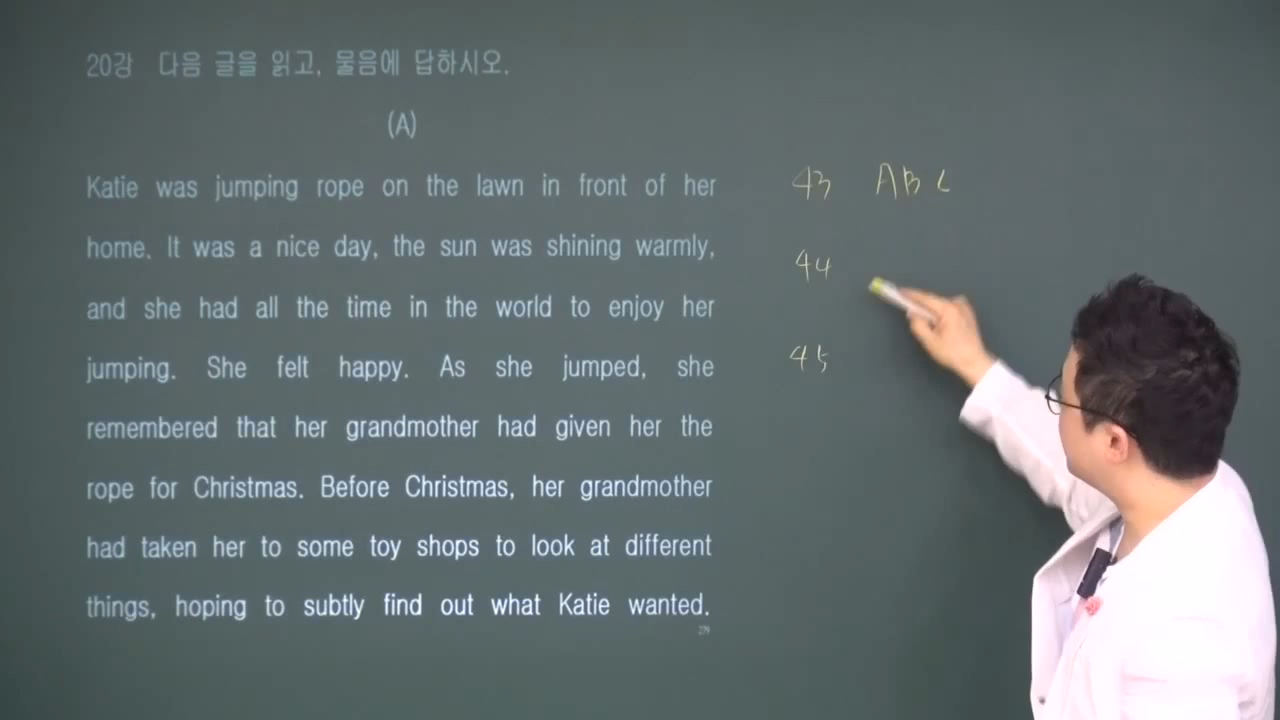 20강 다음 글을 읽고, 물음에 답하시오.
(A)
Katie was jumping rope on the lawn in front of her
home. It was a nice day, the sun was shining warmly,
and she had all the time in the world to enjoy her
jumping. She felt happy. As she jumped, she
remembered that her grandmother had given her the
rope for Christmas. Before Christmas, her grandmother
had taken her to some toy shops to look at different
things, hoping to subtly find out what Katie wanted.
43 ABC
44
45